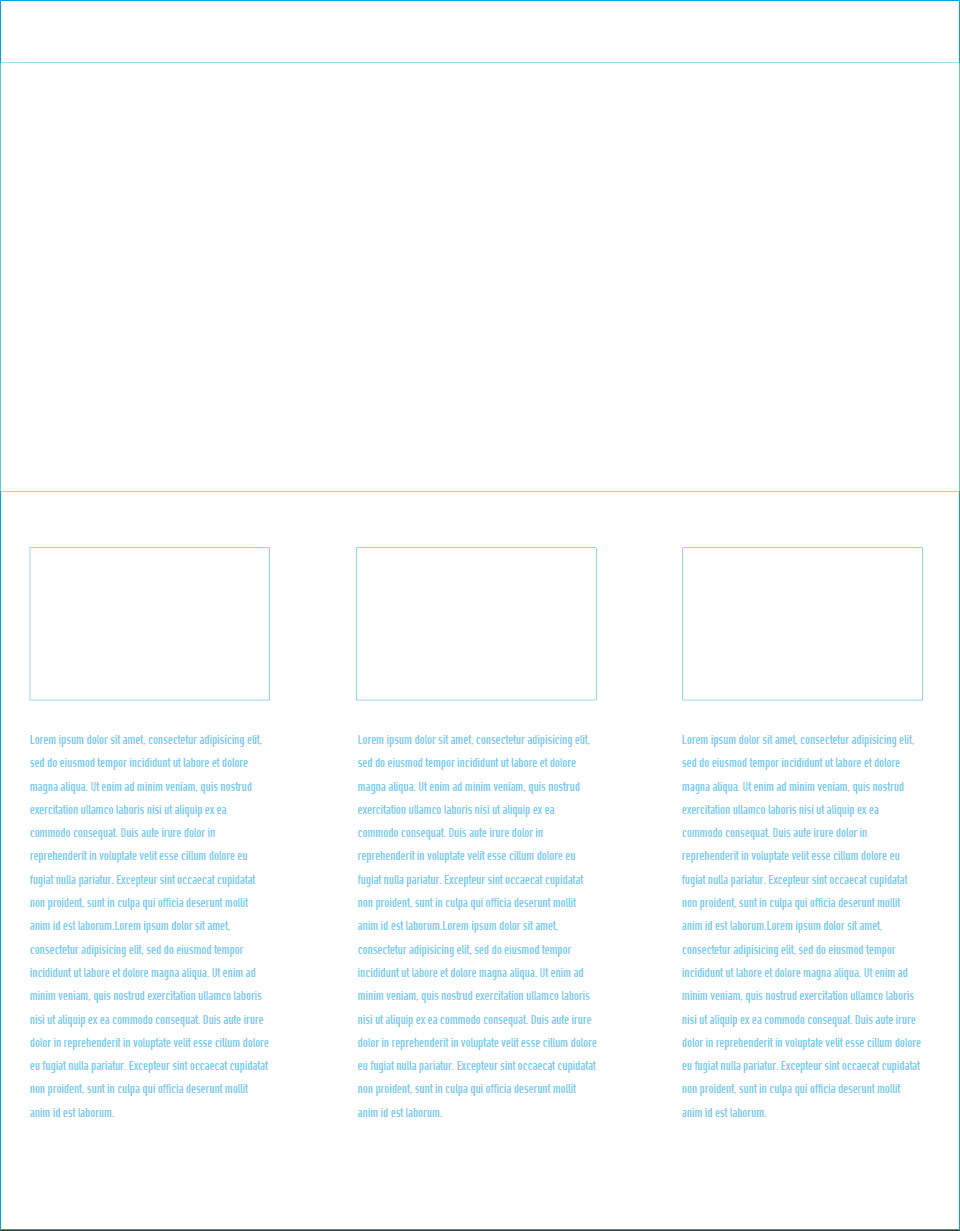 Lorem ipsum dolor sit amet, consectetur adipisicing elit,
sed do eiusmod tempor incididunt ut labore et dolore
magna aliqua. Ut enim ad minim veniam, quis nostrud
exercitation ullamco laboris nisi ut aliquip ex ea
commodo consequat. Duis aute irure dolor in
reprehenderit in voluptate velit esse cillum dolore eu
fugiat nulla pariatur. Excepteur sint occaecat cupidatat
non proident, sunt in culpa qui officia deserunt mollit
anim id est laborum.Lorem ipsum dolor sit amet,
consectetur adipisicing elit, sed do eiusmod tempor
incididunt ut labore et dolore magna aliqua. Ut enim ad
minim veniam, quis nostrud exercitation ullamco laboris
nisi ut aliquip ex ea commodo consequat. Duis aute irure
dolor in reprehenderit in voluptate velit esse cillum dolore
eu fugiat nulla pariatur. Excepteur sint occaecat cupidatat
non proident, sunt in culpa qui officia deserunt mollit
anim id est laborum.
Lorem ipsum dolor sit amet, consectetur adipisicing elit,
sed do eiusmod tempor incididunt ut labore et dolore
magna aliqua. Ut enim ad minim veniam, quis nostrud
exercitation ullamco laboris nisi ut aliquip ex ea
commodo consequat. Duis aute irure dolor in
reprehenderit in voluptate velit esse cillum dolore eu
fugiat nulla pariatur. Excepteur sint occaecat cupidatat
non proident, sunt in culpa qui officia deserunt mollit
anim id est laborum.Lorem ipsum dolor sit amet,
consectetur adipisicing elit, sed do eiusmod tempor
incididunt ut labore et dolore magna aliqua. Ut enim ad
minim veniam, quis nostrud exercitation ullamco laboris
nisi ut aliquip ex ea commodo consequat. Duis aute irure
dolor in reprehenderit in voluptate velit esse cillum dolore
eu fugiat nulla pariatur. Excepteur sint occaecat cupidatat
non proident, sunt in culpa qui officia deserunt mollit
anim id est laborum.
Lorem ipsum dolor sit amet, consectetur adipisicing elit,
sed do eiusmod tempor incididunt ut labore et dolore
magna aliqua. Ut enim ad minim veniam, quis nostrud
exercitation ullamco laboris nisi ut aliquip ex ea
commodo consequat. Duis aute irure dolor in
reprehenderit in voluptate velit esse cillum dolore eu
fugiat nulla pariatur. Excepteur sint occaecat cupidatat
non proident, sunt in culpa qui officia deserunt mollit
anim id est laborum.Lorem ipsum dolor sit amet,
consectetur adipisicing elit, sed do eiusmod tempor
incididunt ut labore et dolore magna aliqua. Ut enim ad
minim veniam, quis nostrud exercitation ullamco laboris
nisi ut aliquip ex ea commodo consequat. Duis aute irure
dolor in reprehenderit in voluptate velit esse cillum dolore
eu fugiat nulla pariatur. Excepteur sint occaecat cupidatat
non proident, sunt in culpa qui officia deserunt mollit
anim id est laborum.